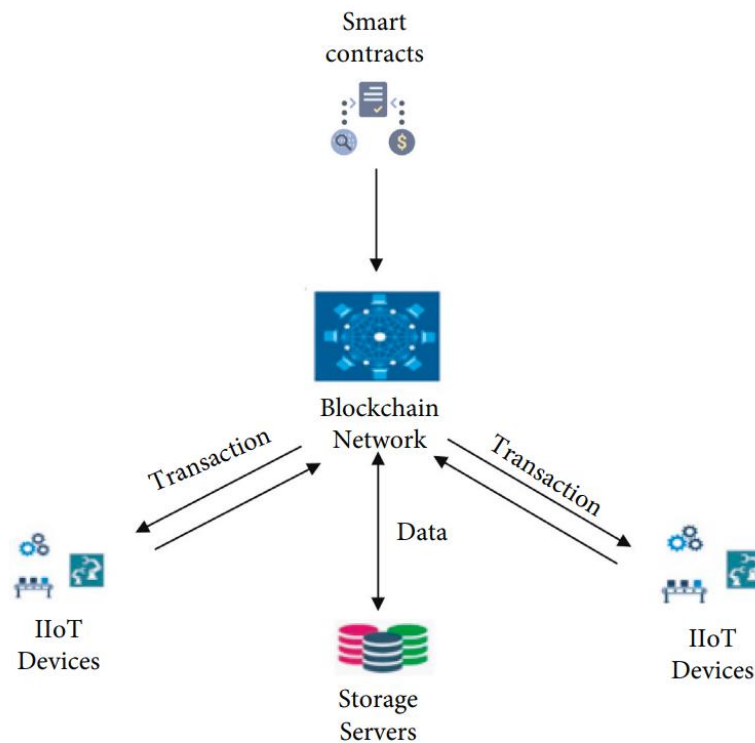 Smart
contracts
$
Blockchain
Network
Transaction
Transaction
Data
IIoT
Devices
IIoT
Devices
Storage
Servers